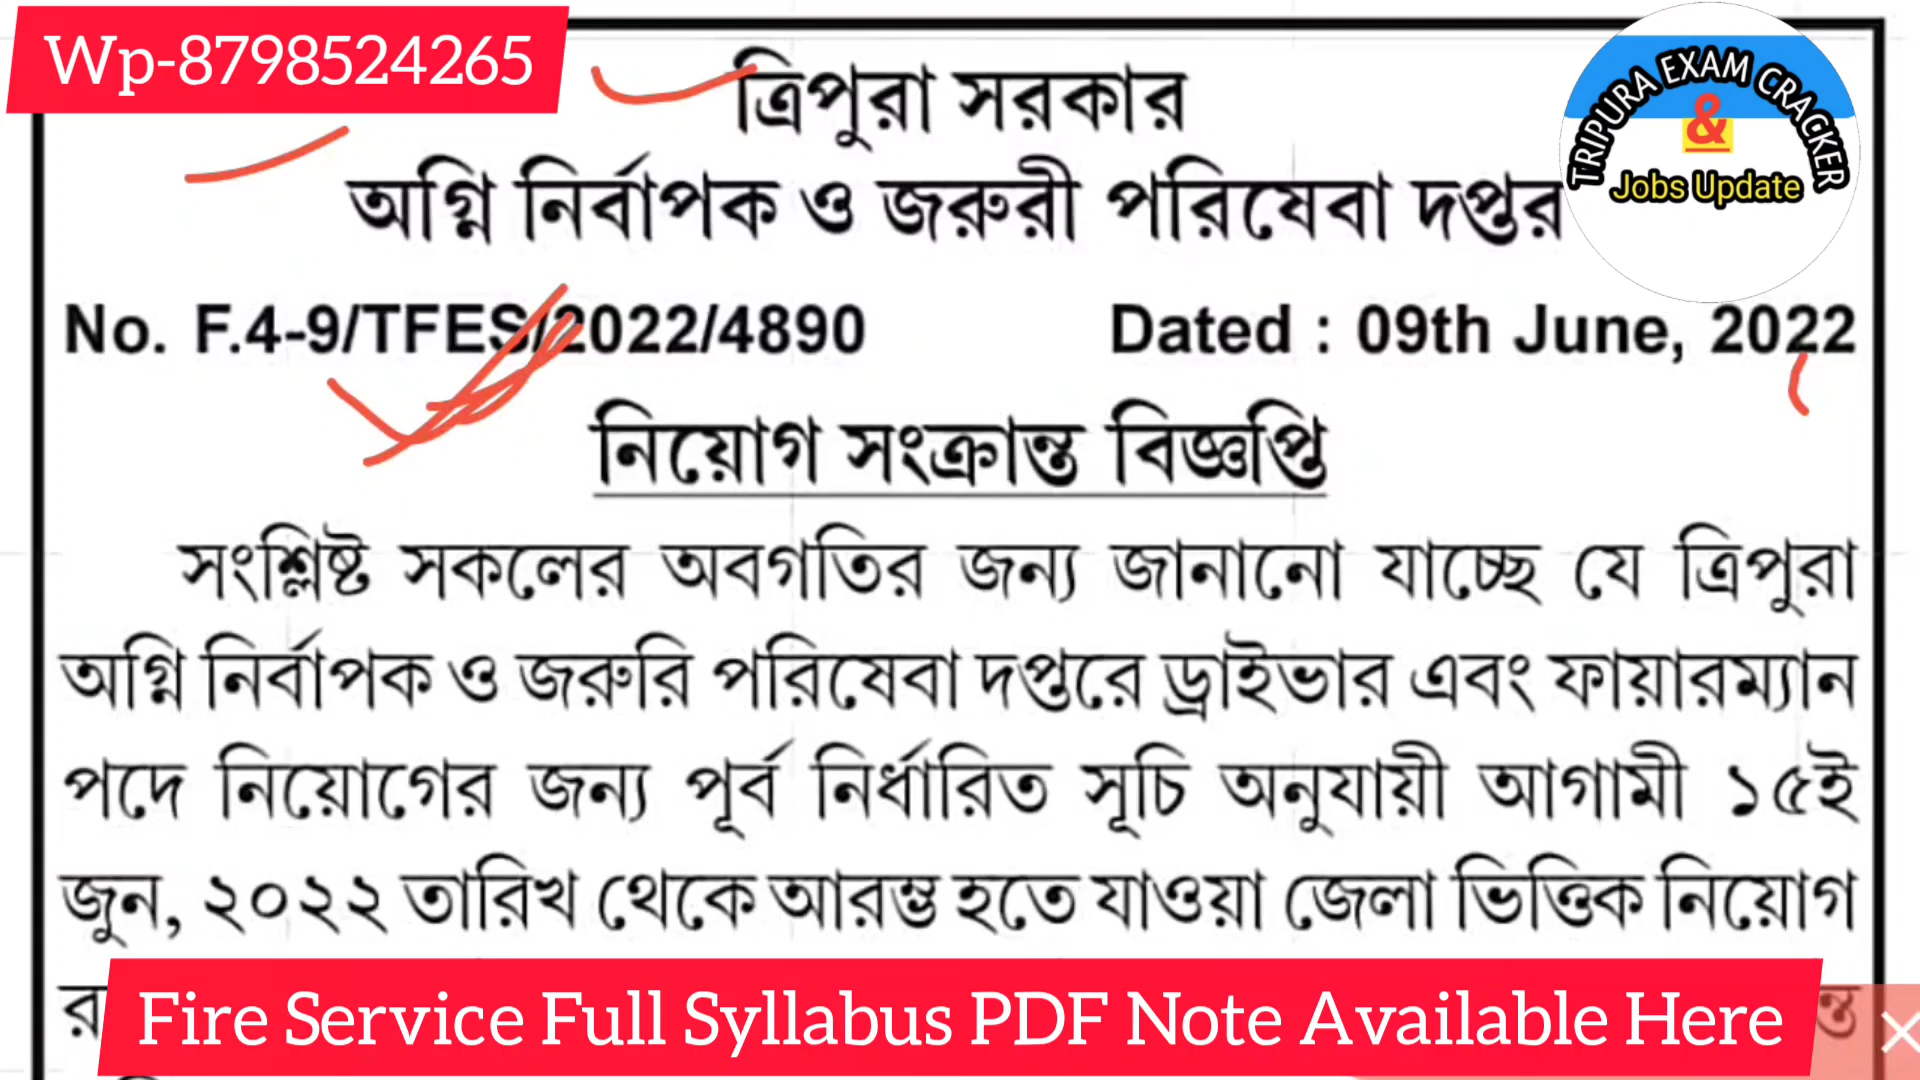 Wp-8798524265
ত্রিপুরা সরকার
TRIPURA EXAM CRACKER
&
Jobs Update
অগ্নি নির্বাপক ও জরুরী পরিষেবা দপ্তর
No. F.4-9/TFES/2022/4890 Dated : 09th June, 2022
নিয়োগ সংক্রান্ত বিজ্ঞপ্তি
সংশ্লিষ্ট সকলের অবগতির জন্য জানানো যাচ্ছে যে ত্রিপুরা
অগ্নি নির্বাপক ও জরুরি পরিষেবা দপ্তরে ড্রাইভার এবং ফায়ারম্যান
পদে নিয়োগের জন্য পূর্ব নির্ধারিত সূচি অনুযায়ী আগামী ১৫ই
জুন, ২০২২ তারিখ থেকে আরম্ভ হতে যাওয়া জেলা ভিত্তিক নিয়োগ
Fire Service Full Syllabus PDF Note Available Here